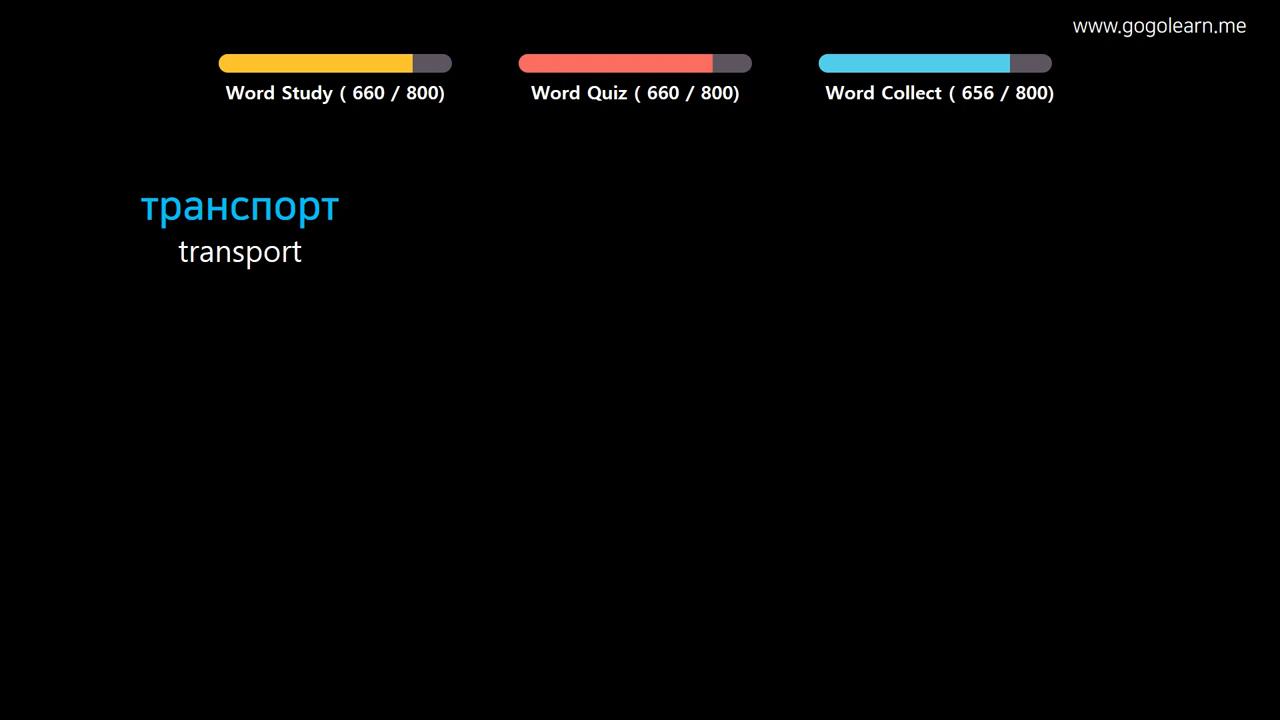 www.gogolearn.me
Word Study ( 660 / 800)
Word Quiz ( 660 / 800)
Word Collect ( 656 / 800)
транспорт
transport